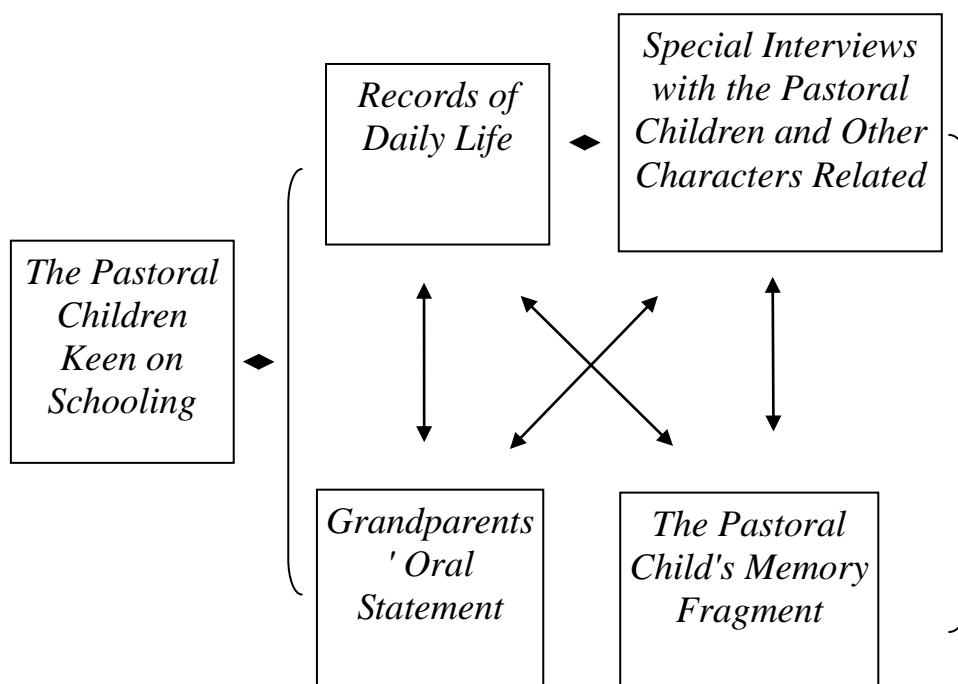 The Pastoral
Children
Keen on
Schooling
Records of
Daily Life
Special Interviews
with the Pastoral
Children and Other
Characters Related
Grandparents
' Oral
Statement
The Pastoral
Child's Memory
Fragment